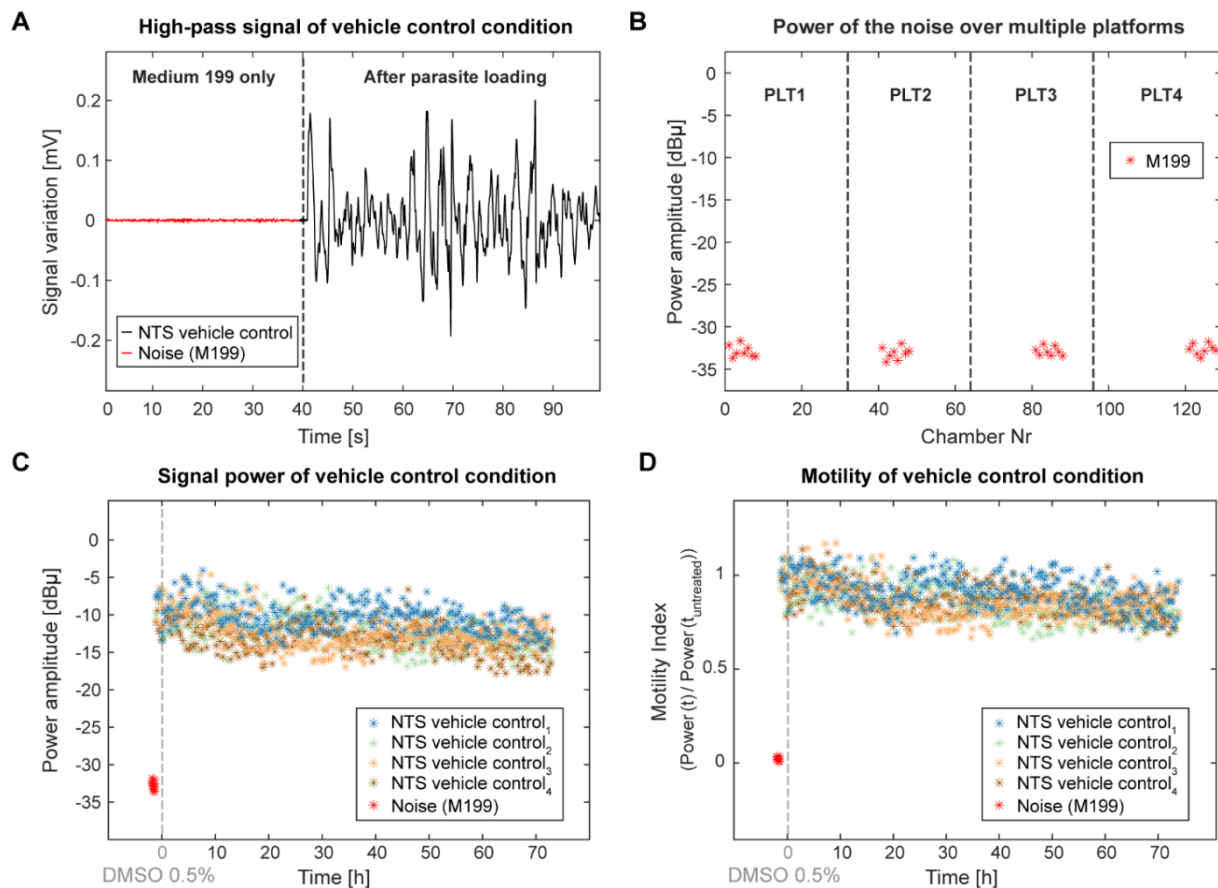 A
High-pass signal of vehicle control condition
Medium 199 only
After parasite loading
Signal variation [mV]
0.2
0.1
0
-0.1
-0.2
NTS vehicle control
Noise (M199)
0 10 20 30 40 50 60 70 80 90
Time [s]
B
Power of the noise over multiple platforms
PLT1 PLT2 PLT3 PLT4
Power amplitude [dBµ]
0
-5
-10
-15
-20
-25
-30
-35
M199
0 20 40 60 80 100 120
Chamber Nr
C
Signal power of vehicle control condition
Power amplitude [dBµ]
0
-5
-10
-15
-20
-25
-30
-35
NTS vehicle control1
NTS vehicle control2
NTS vehicle control3
NTS vehicle control4
Noise (M199)
0 10 20 30 40 50 60 70
DMSO 0.5%
Time [h]
D
Motility of vehicle control condition
Motility Index
(Power (t) / Power (tuntreated))
1
0.5
0
NTS vehicle control1
NTS vehicle control2
NTS vehicle control3
NTS vehicle control4
Noise (M199)
0 10 20 30 40 50 60 70
DMSO 0.5%
Time [h]